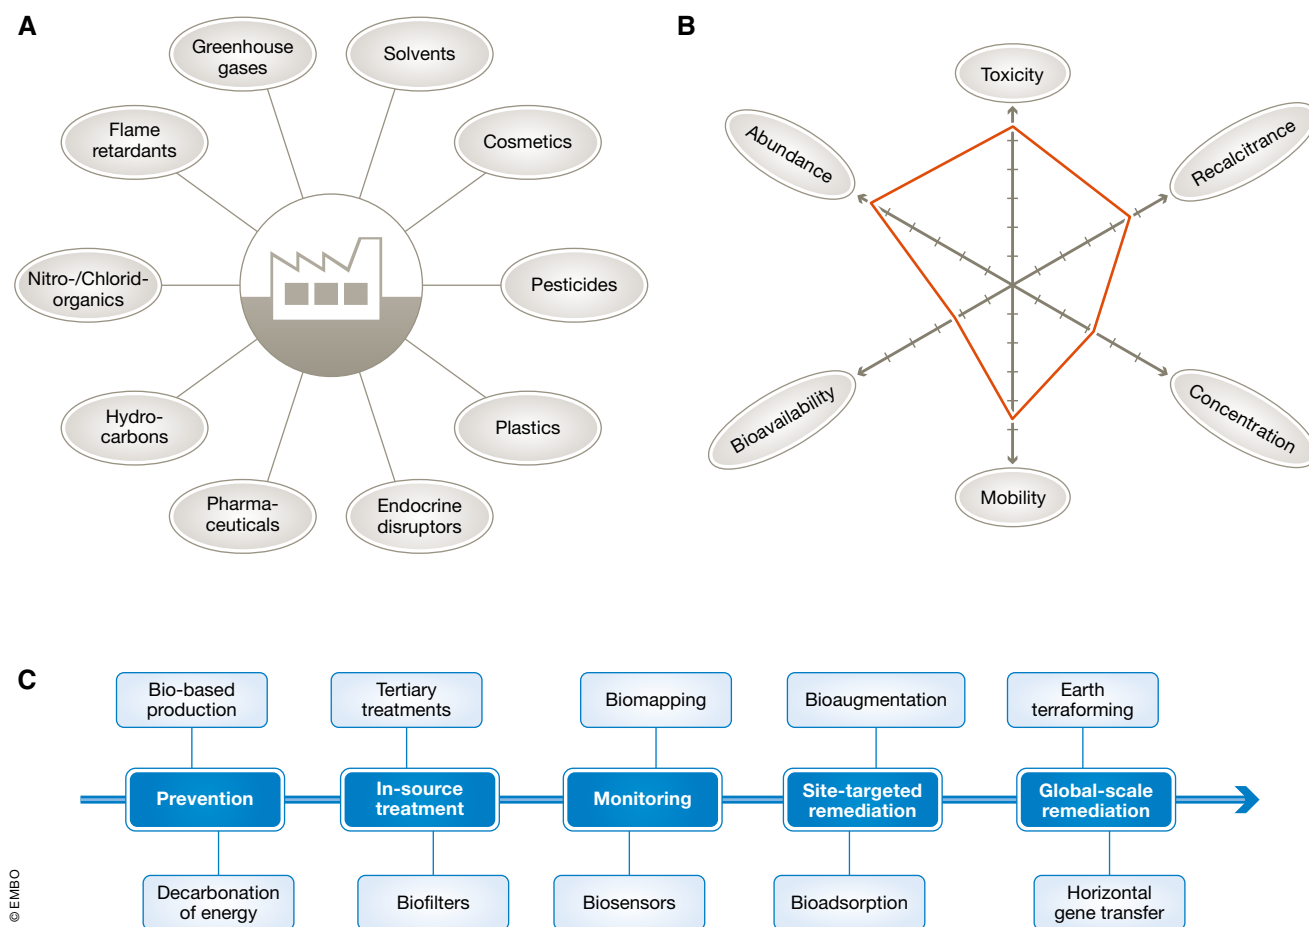 A
Greenhouse
gases
Solvents
Flame
retardants
Cosmetics
Nitro-/Chlorid-
organics
Pesticides
Hydro-
carbons
Plastics
Pharma-
ceuticals
Endocrine
disruptors
B
Toxicity
Abundance
Recalcitrance
Bioavailability
Concentration
Mobility
C
Bio-based
production
Tertiary
treatments
Biomapping
Bioaugmentation
Earth
terraforming
Prevention
In-source
treatment
Monitoring
Site-targeted
remediation
Global-scale
remediation
Decarbonation
of energy
Biofilters
Biosensors
Bioadsorption
Horizontal
gene transfer
© EMBO